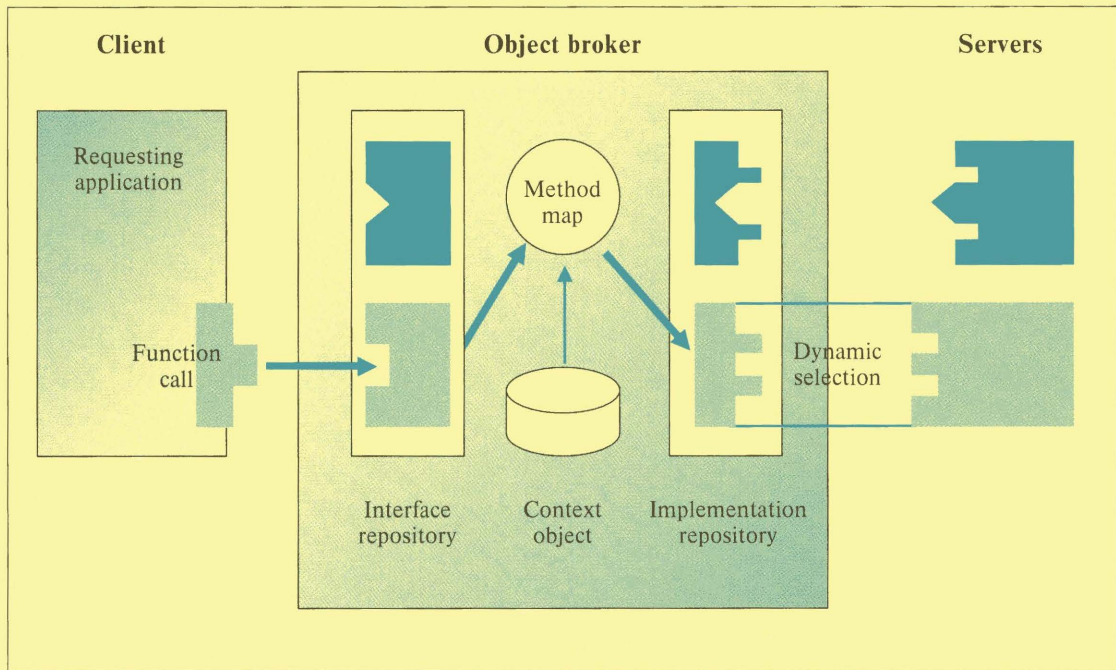 Client
Object broker
Servers
Requesting
application
Method
map
Function
call
Dynamic
selection
Interface
repository
Context
object
Implementation
repository